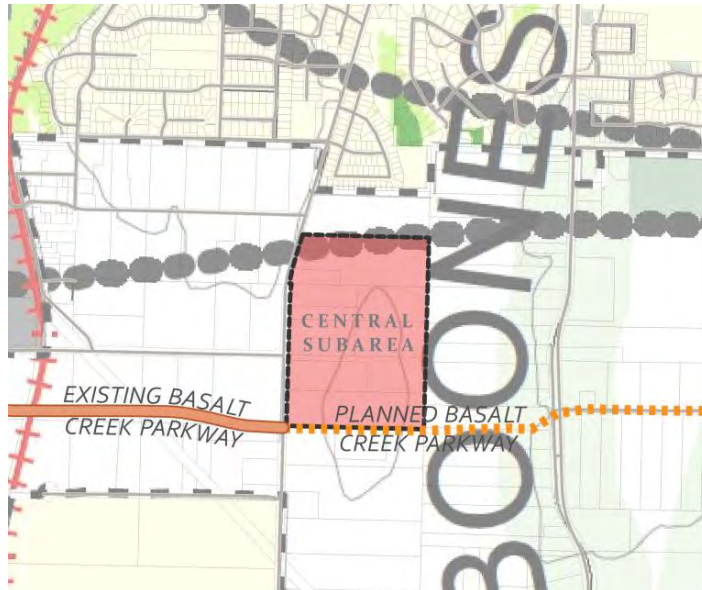 BOONES
CENTRAL
SUBAREA
EXISTING BASALT
CREEK PARKWAY
PLANNED BASALT
CREEK PARKWAY